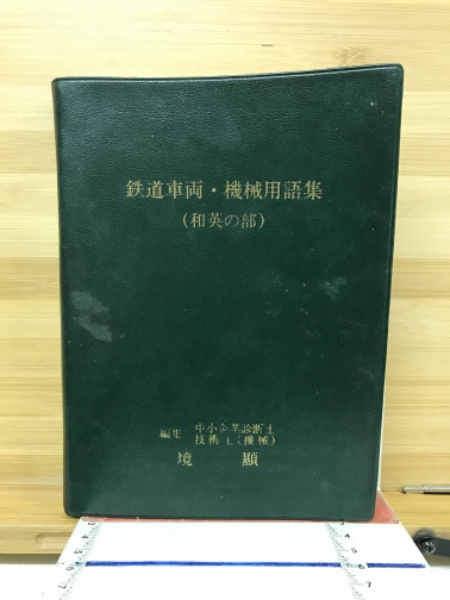 鉄道車両・機械用語集
(和英の部)
編集 中小企業診断士
技術士(機械)
境 顯